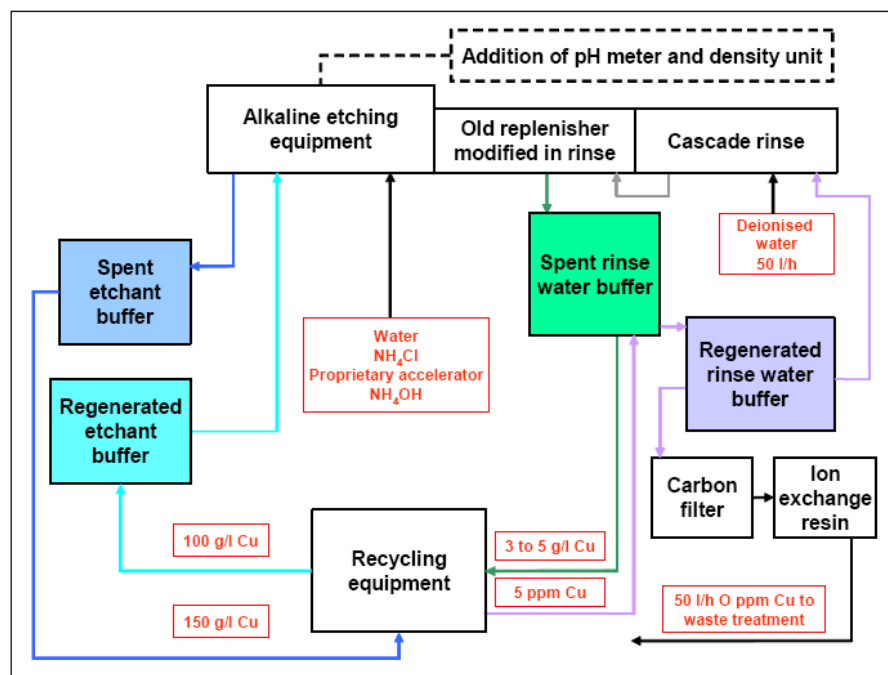 Addition of pH meter and density unit
Alkaline etching
equipment
Old replenisher
modified in rinse
Cascade rinse
Deionised
water
50 l/h
Spent
etchant
buffer
Spent rinse
water buffer
Water
NH₄Cl
Proprietary accelerator
NH₄OH
Regenerated
rinse water
buffer
Regenerated
etchant
buffer
Carbon
filter
Ion
exchange
resin
100 g/l Cu
Recycling
equipment
3 to 5 g/l Cu
5 ppm Cu
150 g/l Cu
50 l/h O ppm Cu to
waste treatment